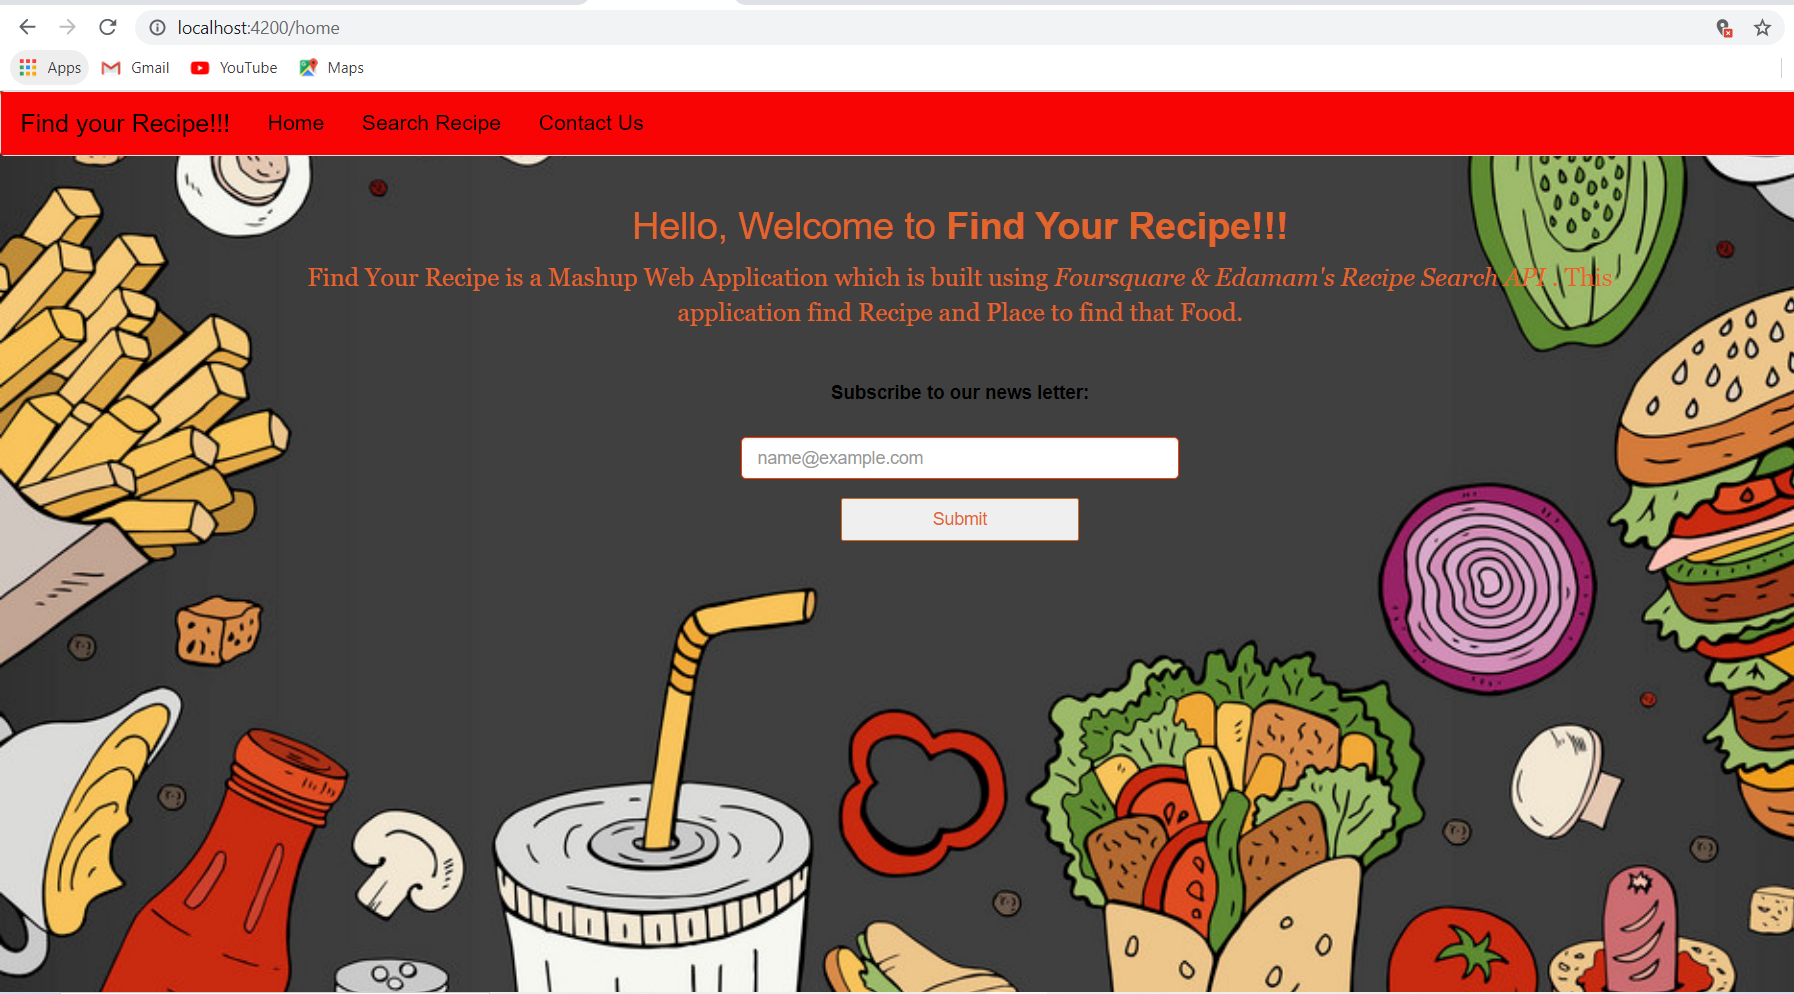 localhost:4200/home
Apps Gmail YouTube Maps
Find your Recipe!!! Home Search Recipe Contact Us
Hello, Welcome to Find Your Recipe!!!
Find Your Recipe is a Mashup Web Application which is built using Foursquare & Edamam's Recipe Search API . This
application find Recipe and Place to find that Food.
Subscribe to our news letter:
name@example.com
Submit